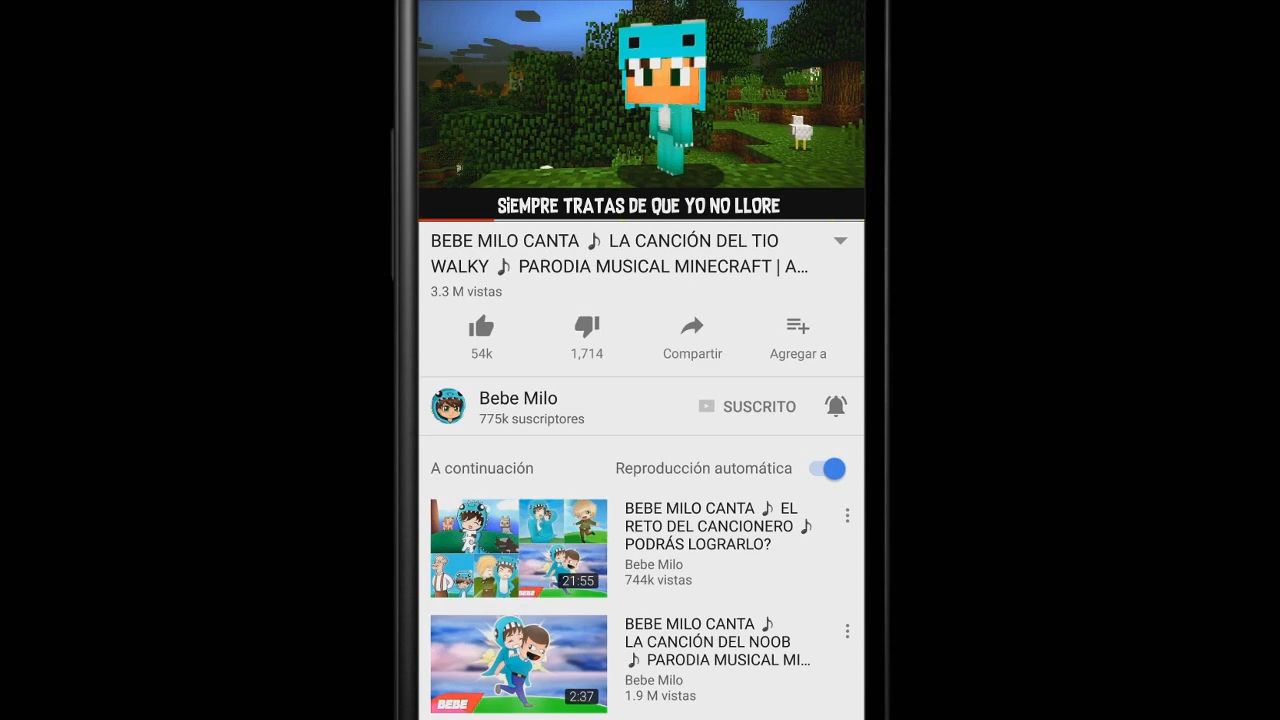 SIEMPRE TRATAS DE QUE YO NO LLORE
BEBE MILO CANTA ♪ LA CANCIÓN DEL TIO
WALKY ♪ PARODIA MUSICAL MINECRAFT | A...
3.3 M vistas
54k
1,714
Compartir
Agregar a
Bebe Milo
775k suscriptores
SUSCRITO
A continuación
Reproducción automática
BEBE MILO CANTA ♪ EL
RETO DEL CANCIONERO ♪
PODRÁS LOGRARLO?
Bebe Milo
744k vistas
21:55
BEBE
BEBE MILO CANTA ♪
LA CANCIÓN DEL NOOB
♪ PARODIA MUSICAL MI...
Bebe Milo
1.9 M vistas
2:37
BEBE